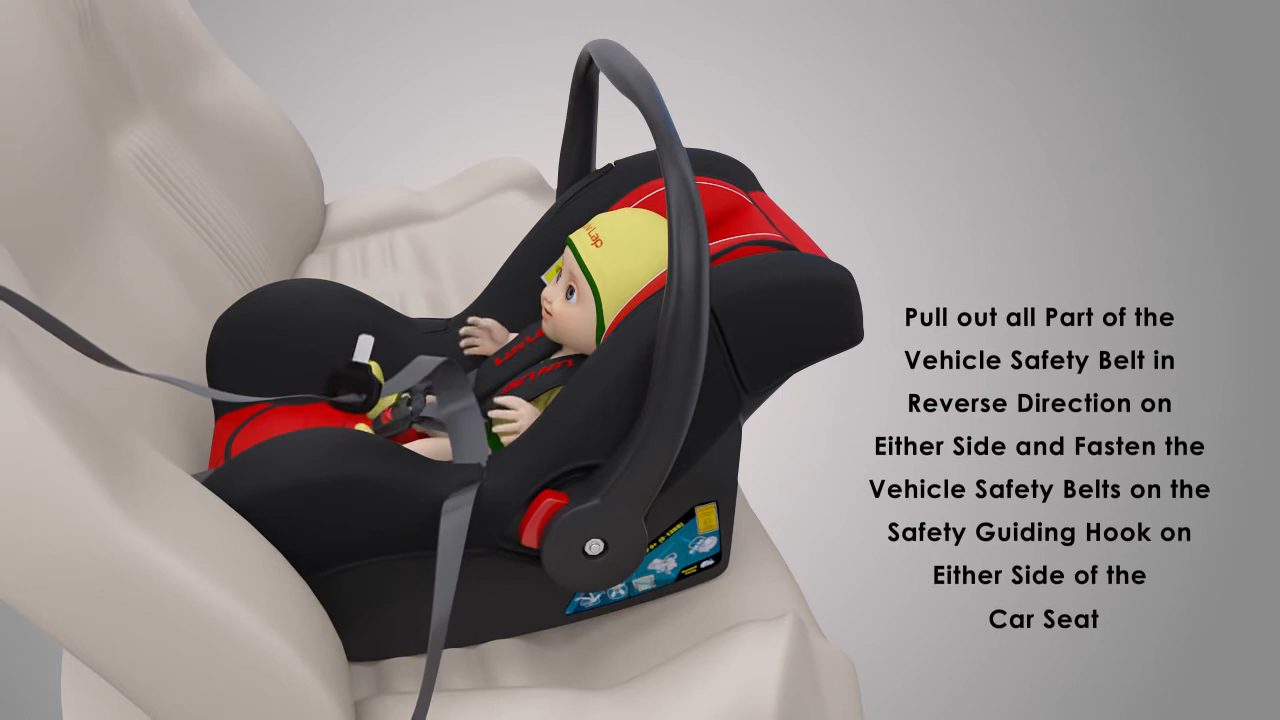 Pull out all Part of the
Vehicle Safety Belt in
Reverse Direction on
Either Side and Fasten the
Vehicle Safety Belts on the
Safety Guiding Hook on
Either Side of the
Car Seat